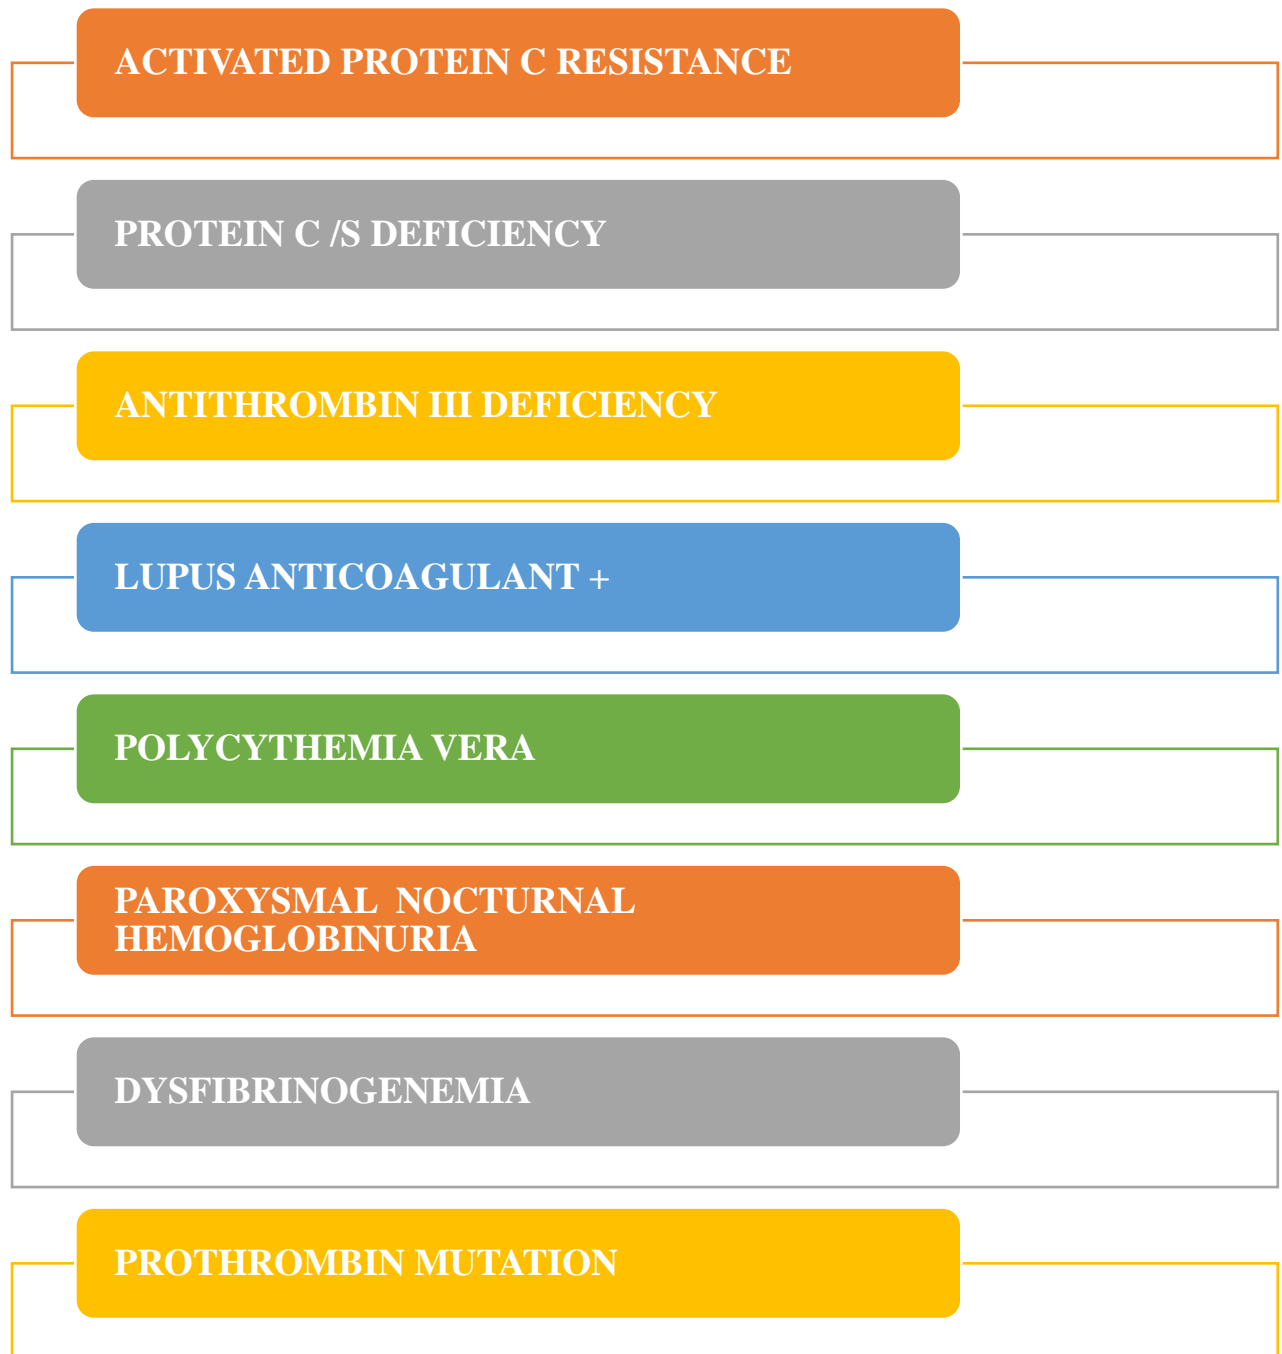 ACTIVATED PROTEIN C RESISTANCE
PROTEIN C /S DEFICIENCY
ANTITHROMBIN III DEFICIENCY
LUPUS ANTICOAGULANT +
POLYCYTHEMIA VERA
PAROXYSMAL  NOCTURNAL
HEMOGLOBINURIA
DYSFIBRINOGENEMIA
PROTHROMBIN MUTATION